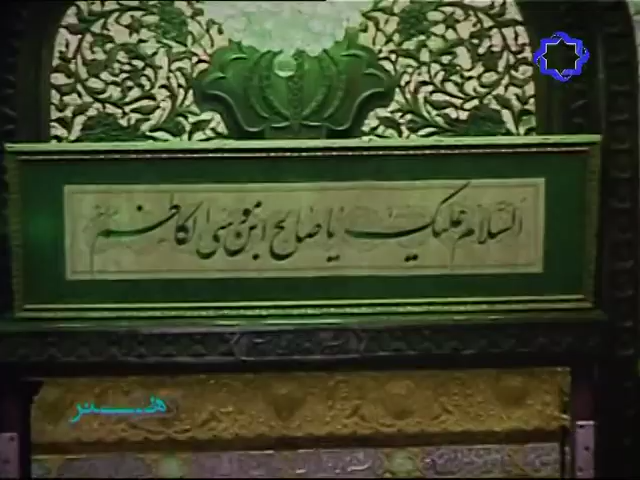 السلام علیک یا صالح ابن موسی الکاظم
هنر